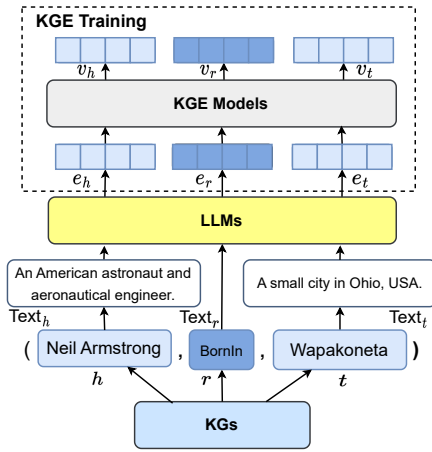 KGE Training
v_h v_r v_t
KGE Models
e_h e_r e_t
LLMs
An American astronaut and
aeronautical engineer.
A small city in Ohio, USA.
Text_h Text_r Text_t
( Neil Armstrong , BornIn , Wapakoneta )
h r t
KGs